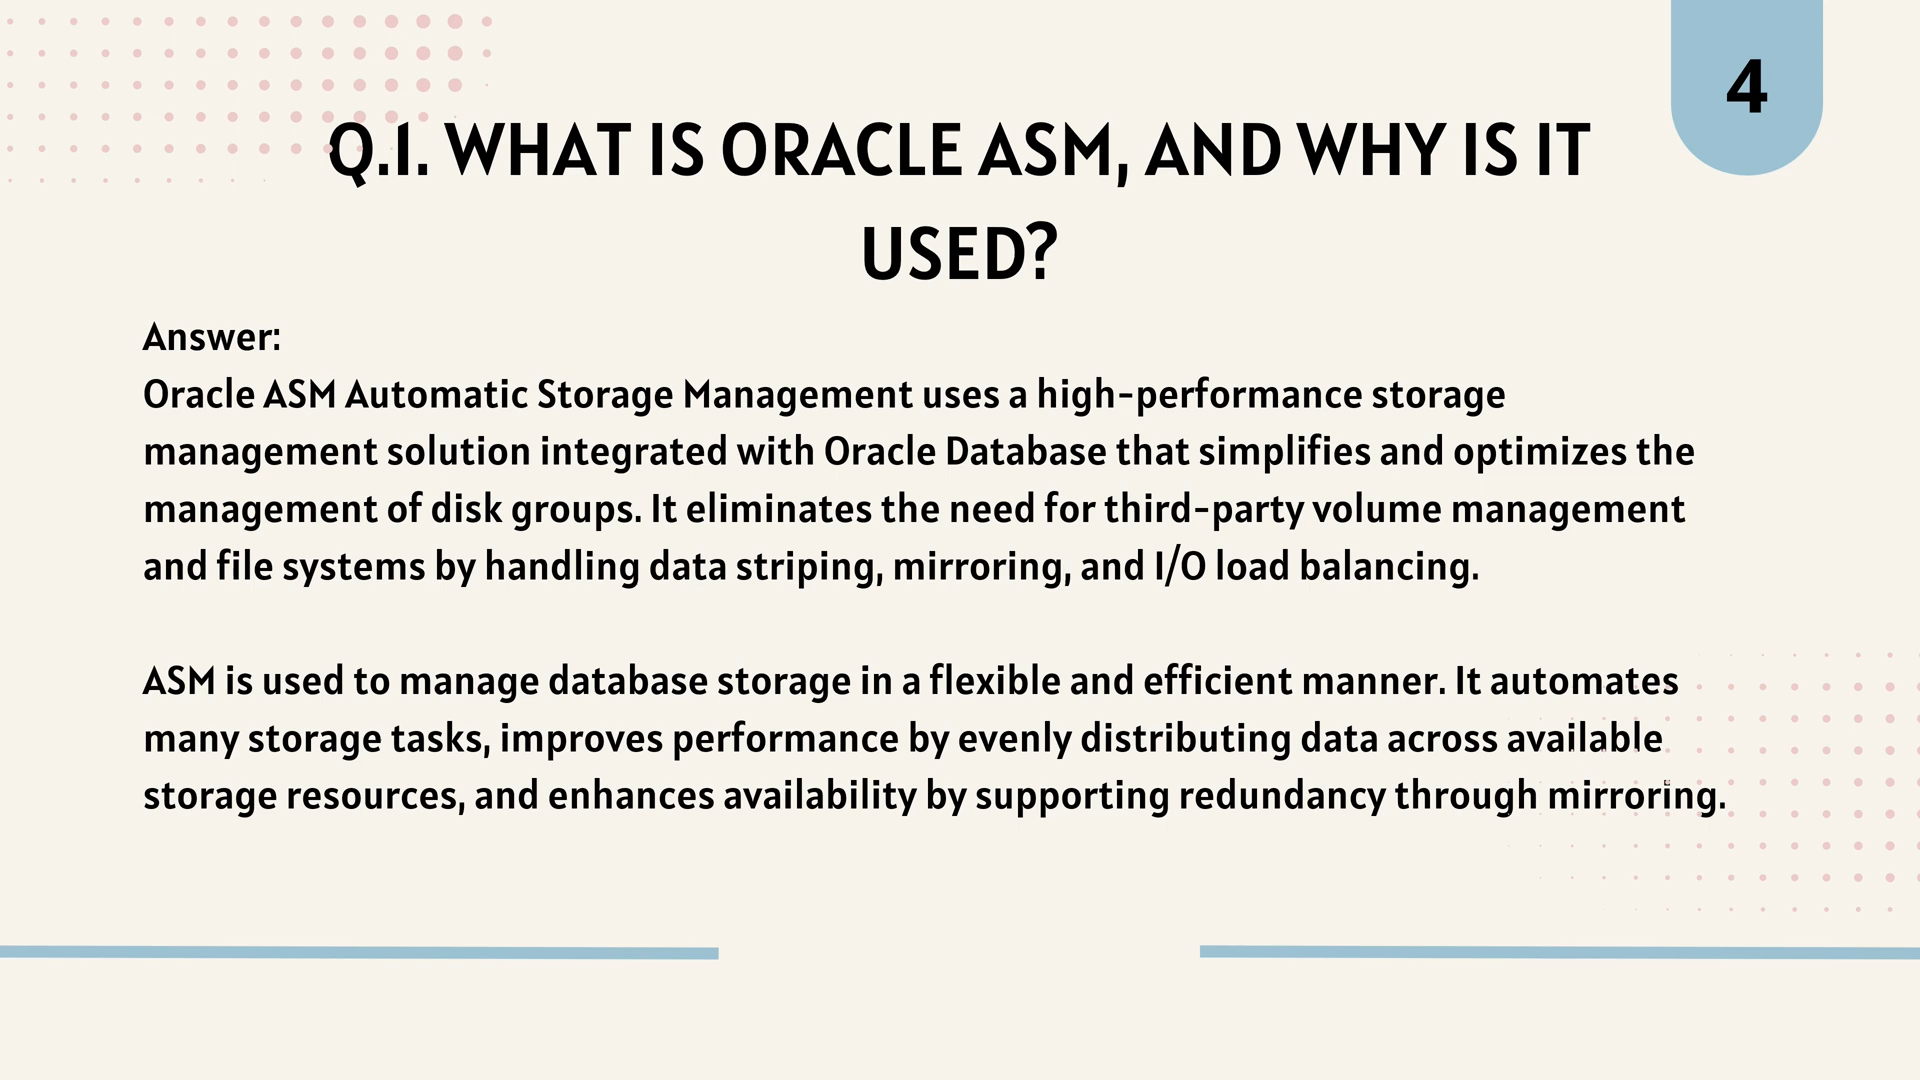 4
Q.1. WHAT IS ORACLE ASM, AND WHY IS IT
USED?
Answer:
Oracle ASM Automatic Storage Management uses a high-performance storage
management solution integrated with Oracle Database that simplifies and optimizes the
management of disk groups. It eliminates the need for third-party volume management
and file systems by handling data striping, mirroring, and I/O load balancing.
ASM is used to manage database storage in a flexible and efficient manner. It automates
many storage tasks, improves performance by evenly distributing data across available
storage resources, and enhances availability by supporting redundancy through mirroring.